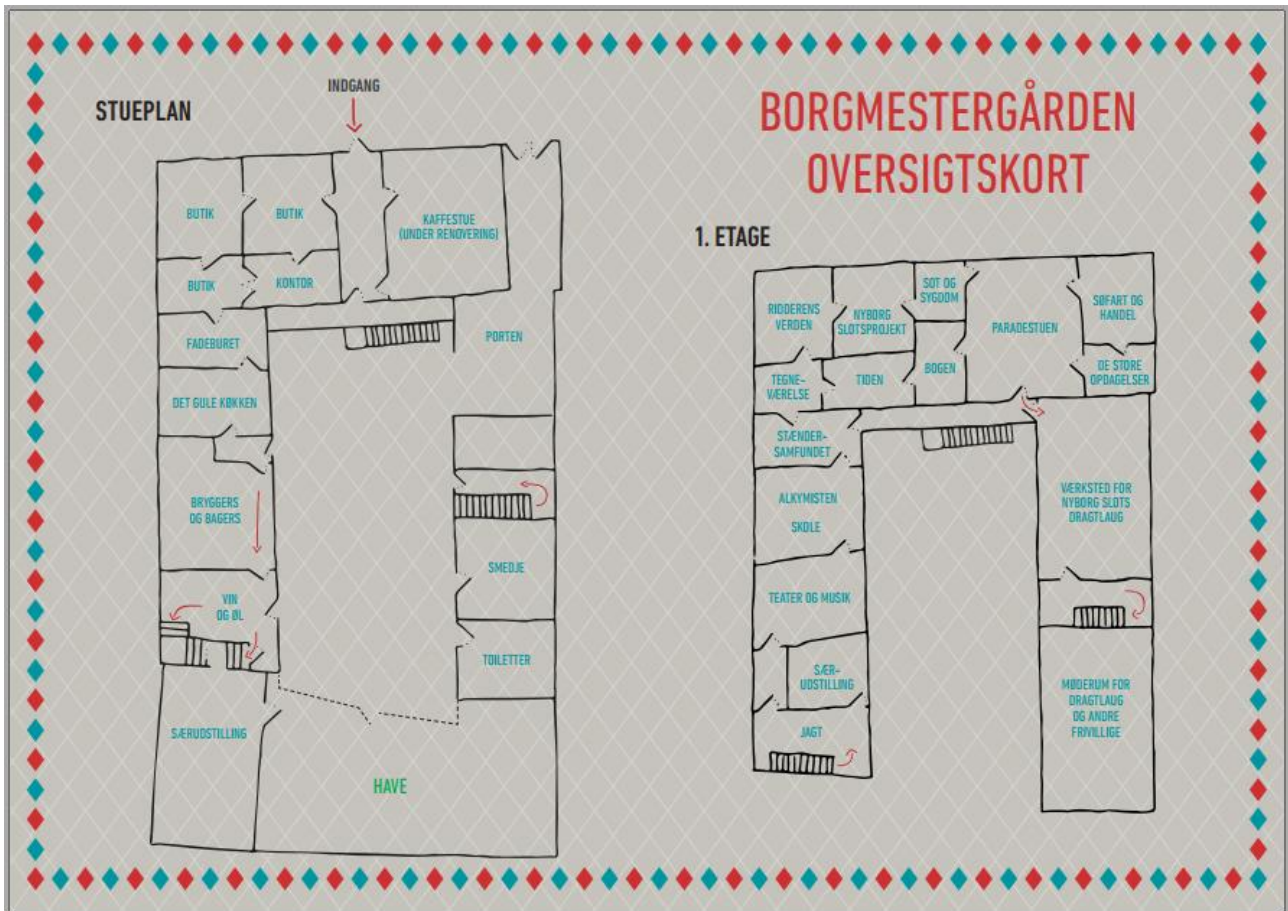 BORGMESTERGÅRDEN
OVERSIGTSKORT
STUEPLAN
INDGANG
BUTIK
BUTIK
KAFFESTUE
(UNDER RENOVERING)
BUTIK
KONTOR
FADEBURET
PORTEN
DET GULE KØKKEN
BRYGGERS
OG BAGERS
SMEDJE
VIN
OG ØL
TOILETTER
SÆRUDSTILLING
HAVE
1. ETAGE
RIDDERENS
VERDEN
NYBORG
SLOTSPROJEKT
SOT OG
SYGDOM
PARADESTUEN
SØFART OG
HANDEL
TEGNE-
VÆRELSE
TIDEN
BOGEN
DE STORE
OPDAGELSER
STÆNDER-
SAMFUNDET
ALKYMISTEN
SKOLE
VÆRKSTED FOR
NYBORG SLOTS
DRAGTLAUG
TEATER OG MUSIK
SÆR-
UDSTILLING
JAGT
MØDERUM FOR
DRAGTLAUG
OG ANDRE
FRIVILLIGE